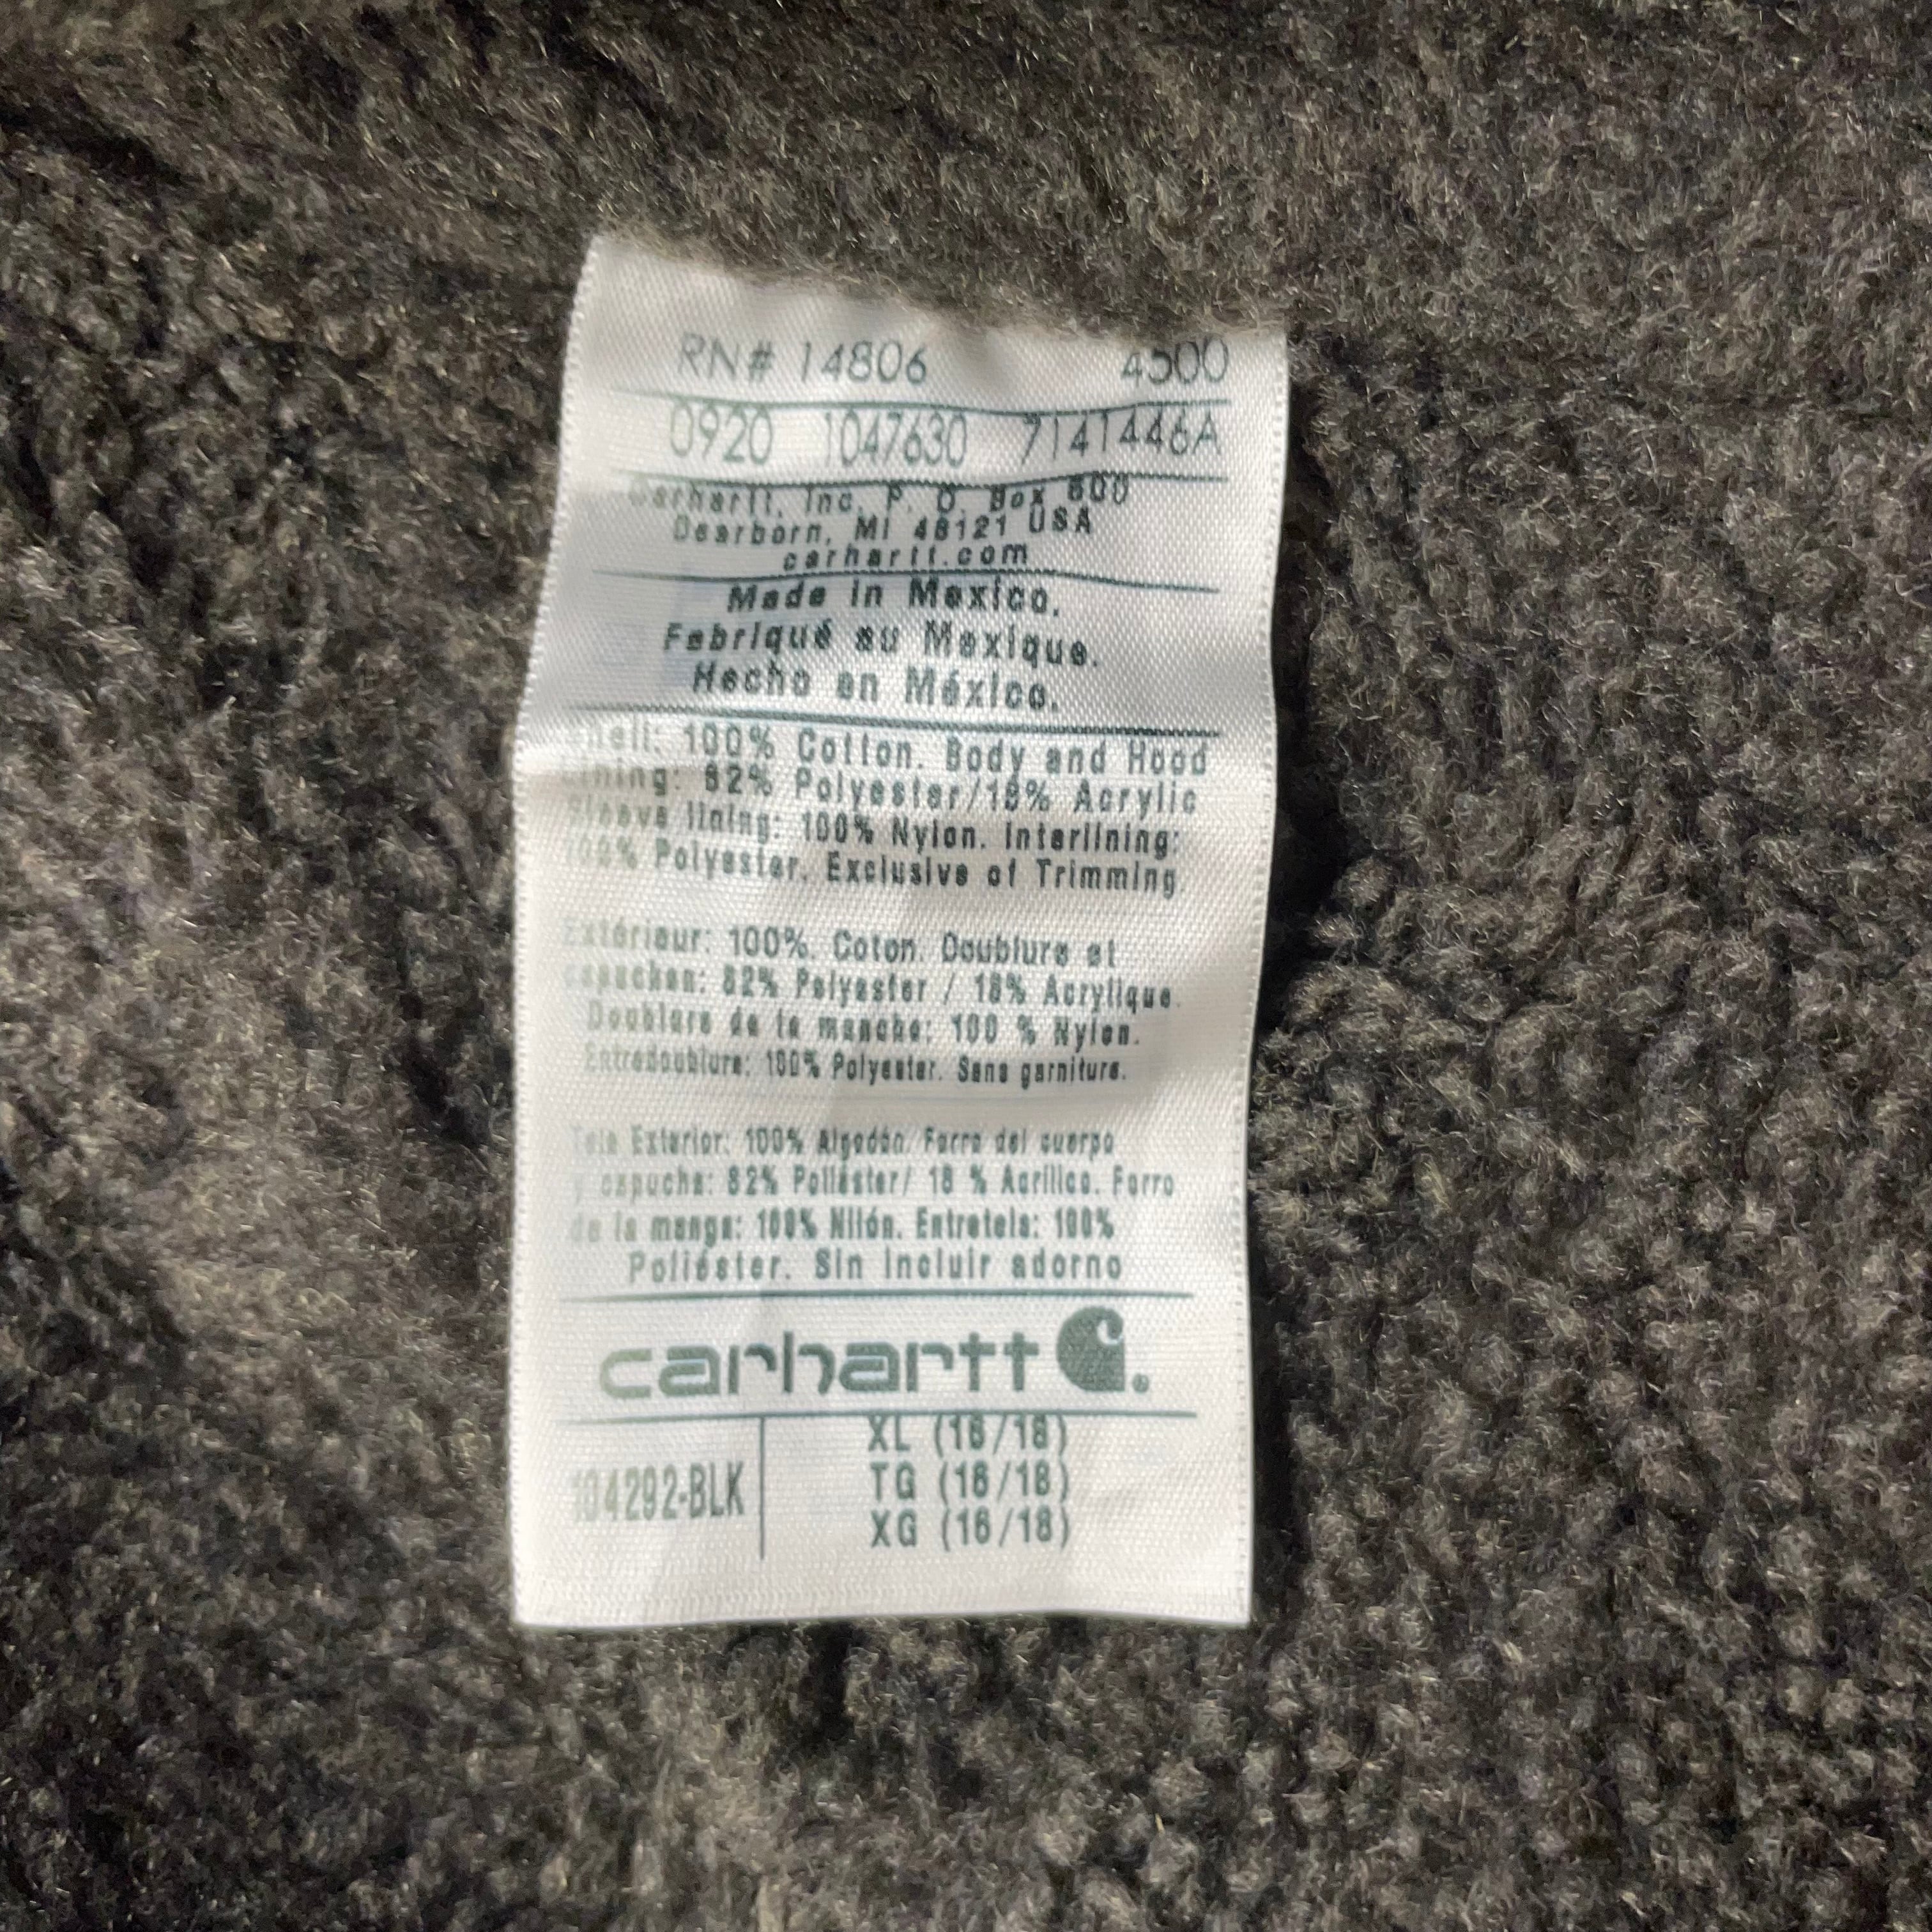 RN# 14806 4500
0920 1047630 7141446A
Carhartt, Inc. P. O. Box 600
Dearborn, MI 48121 USA
carhartt.com
Made in Mexico.
Fabriqué au Mexique.
Hecho en México.
Shell: 100% Cotton. Body and Hood
Lining: 82% Polyester/18% Acrylic
Sleeve lining: 100% Nylon. Interlining:
100% Polyester. Exclusive of Trimming.
Extérieur: 100%. Coton. Doublure et
capuchon: 82% Polyester / 18% Acrylique.
Doublure de la manche: 100 % Nylon.
Entredoublure: 100% Polyester. Sans garniture.
Tela Exterior: 100% Algodón. Forro del cuerpo
y capucha: 82% Poliéster/ 18 % Acrílico. Forro
de la manga: 100% Nilón. Entretela: 100%
Poliéster. Sin incluir adorno
carhartt
104292-BLK
XL (16/18)
TG (16/18)
XG (16/18)